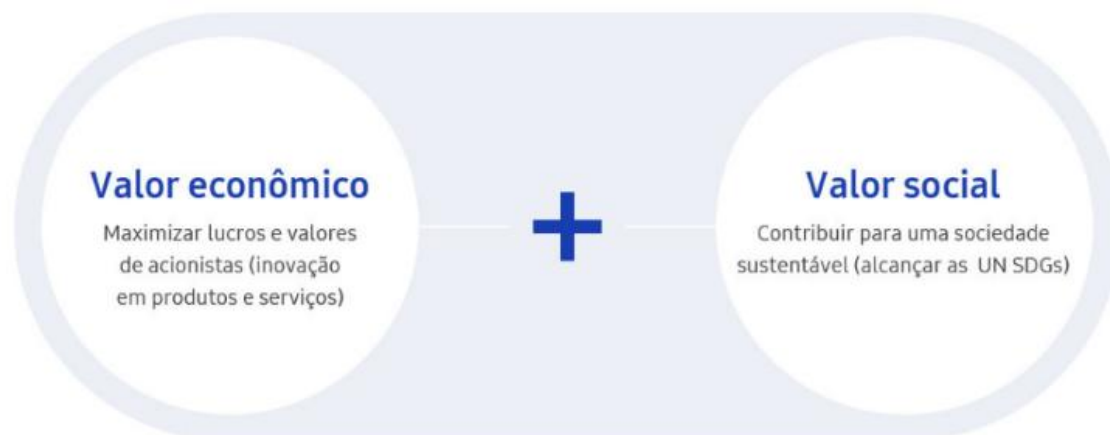 Valor econômico
Maximizar lucros e valores
de acionistas (inovação
em produtos e serviços)
+
Valor social
Contribuir para uma sociedade
sustentável (alcançar as UN SDGs)